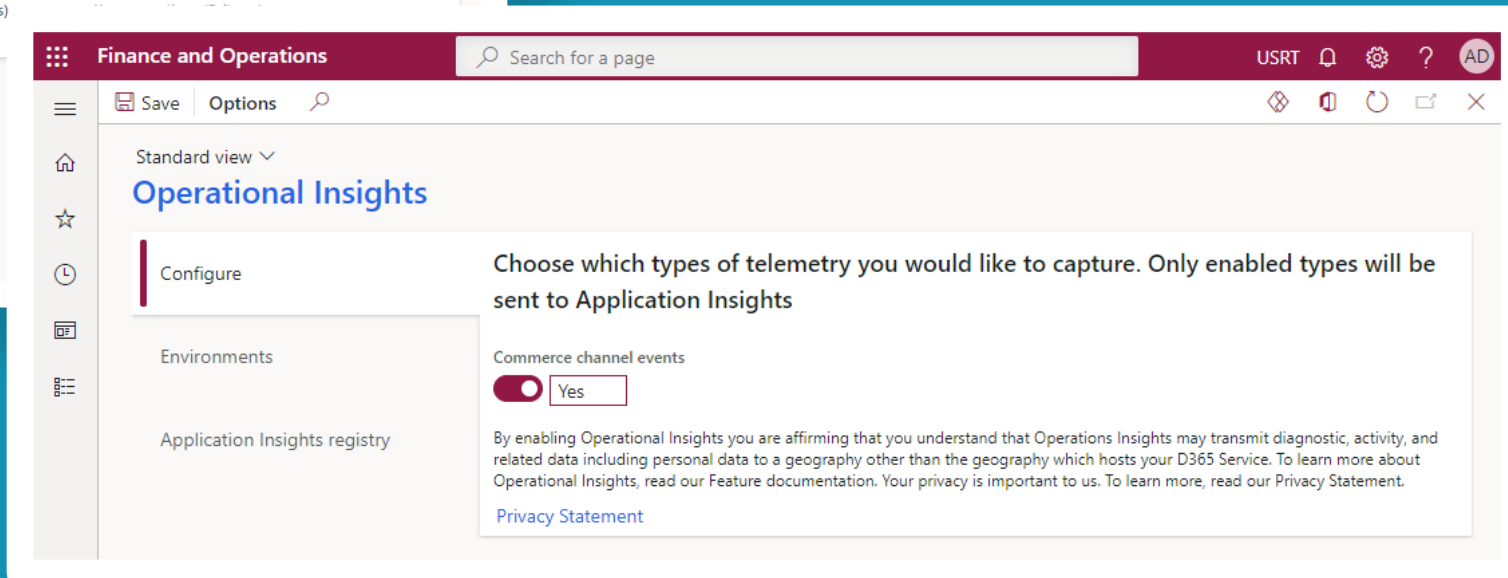 s)
Finance and Operations
Search for a page
USRT
?
AD
Save
Options
Standard view
Operational Insights
Configure
Environments
Application Insights registry
Choose which types of telemetry you would like to capture. Only enabled types will be
sent to Application Insights
Commerce channel events
Yes
By enabling Operational Insights you are affirming that you understand that Operations Insights may transmit diagnostic, activity, and
related data including personal data to a geography other than the geography which hosts your D365 Service. To learn more about
Operational Insights, read our Feature documentation. Your privacy is important to us. To learn more, read our Privacy Statement.
Privacy Statement